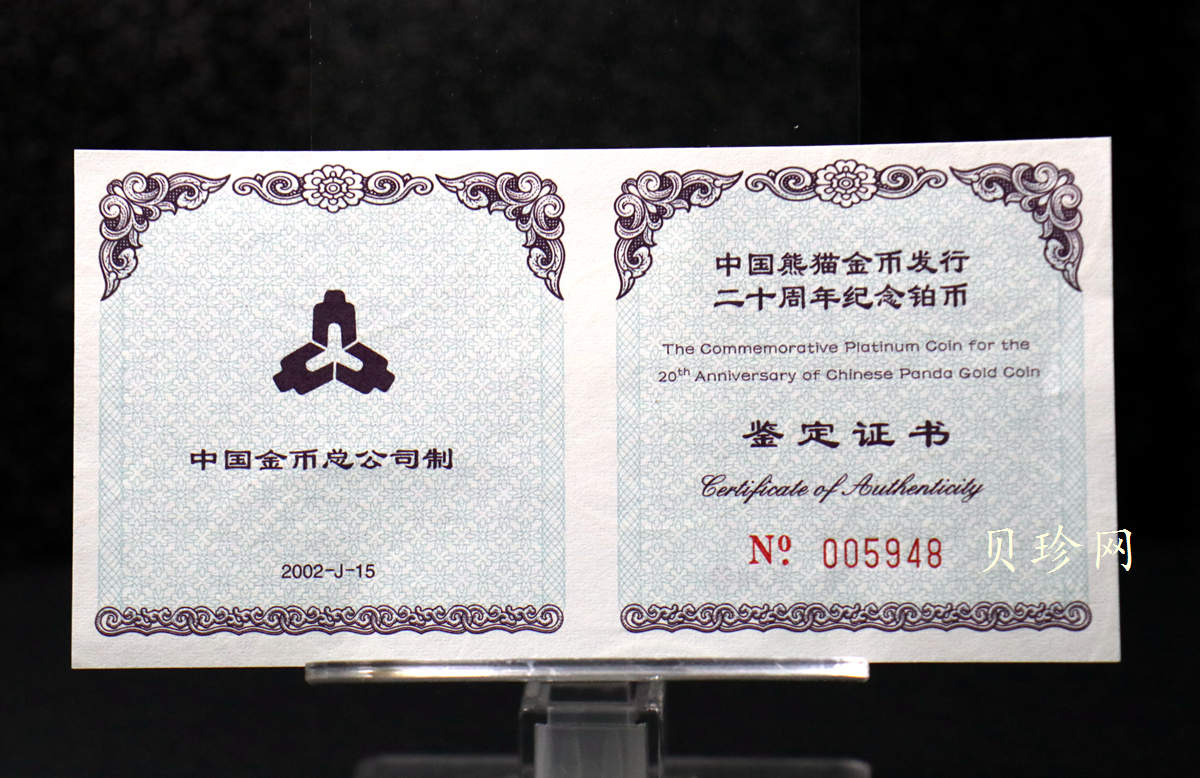 中国金币总公司制
2002-J-15
中国熊猫金币发行
二十周年纪念铂币
The Commemorative Platinum Coin for the
20th Anniversary of Chinese Panda Gold Coin
鉴定证书
Certificate of Authenticity
Nº 005948
贝珍网